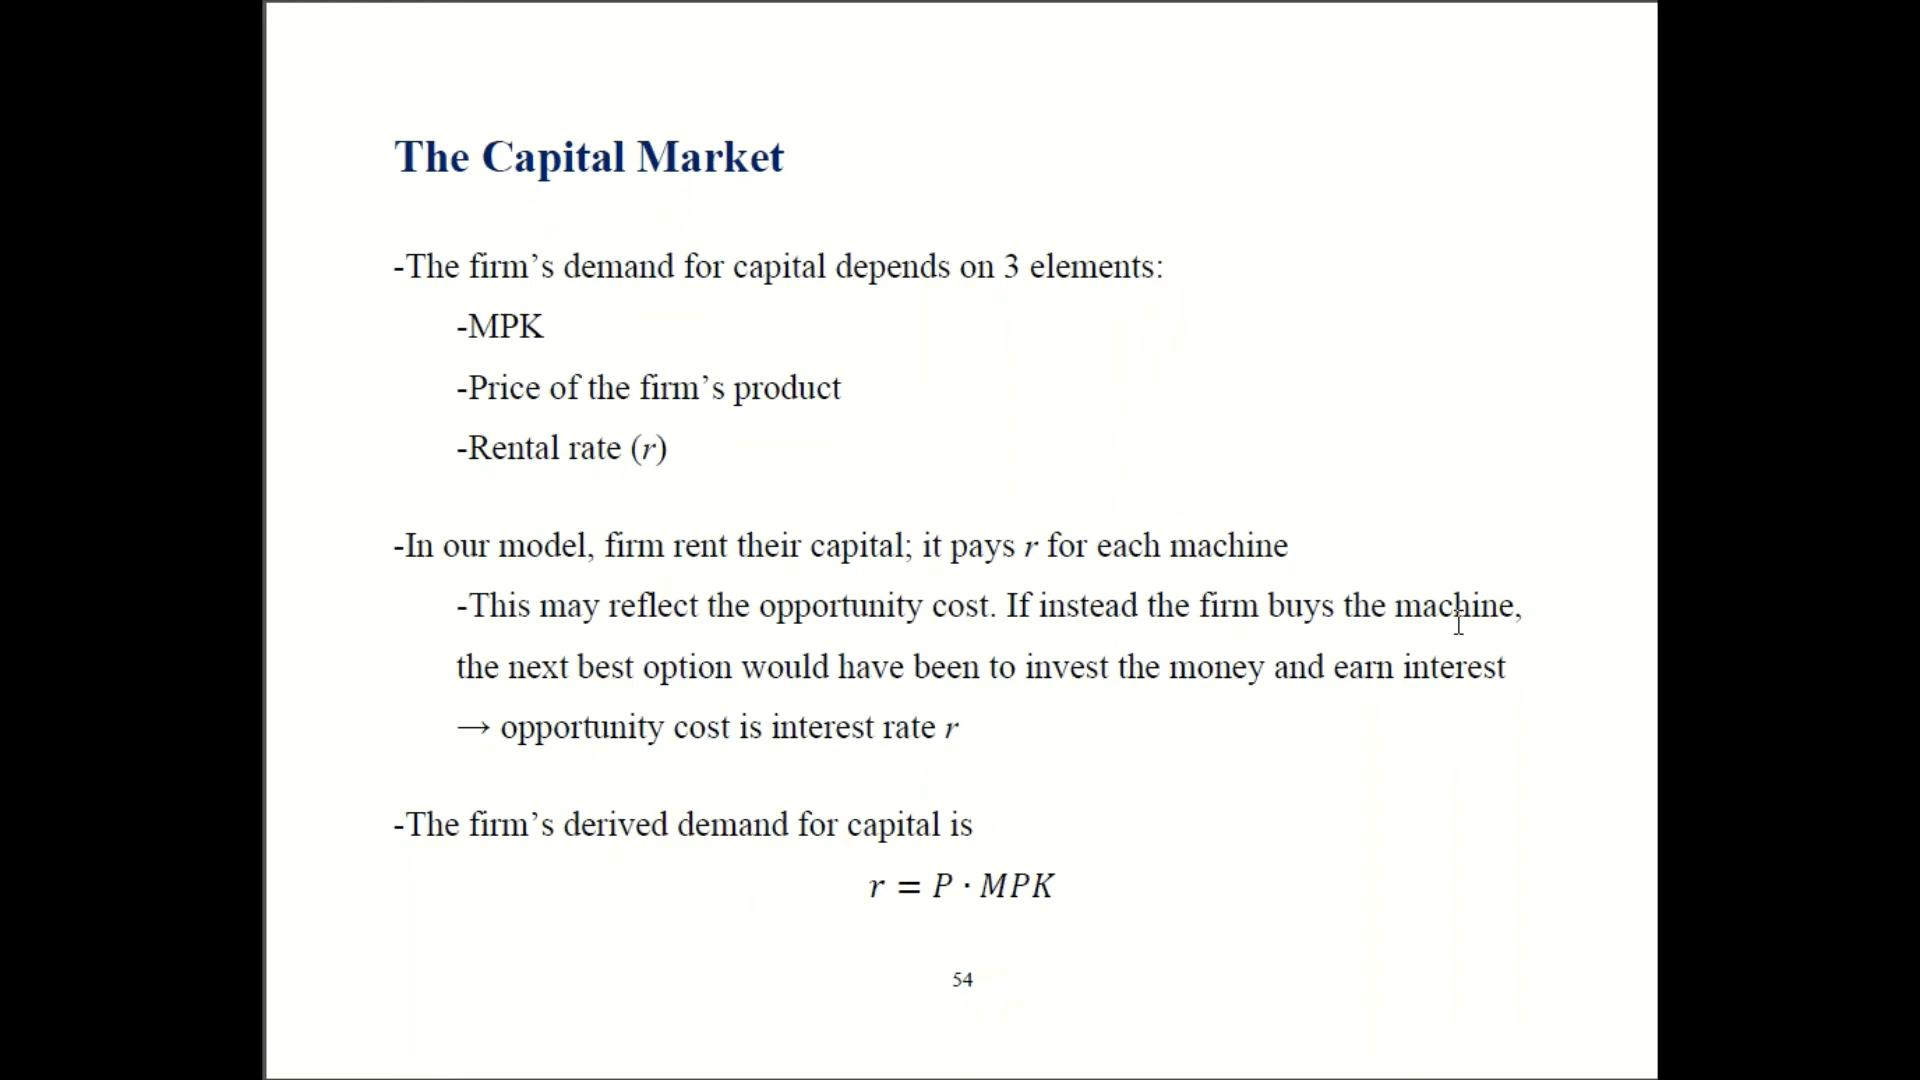 The Capital Market
-The firm’s demand for capital depends on 3 elements:
-MPK
-Price of the firm’s product
-Rental rate (r)
-In our model, firm rent their capital; it pays r for each machine
-This may reflect the opportunity cost. If instead the firm buys the machine,
the next best option would have been to invest the money and earn interest
→ opportunity cost is interest rate r
-The firm’s derived demand for capital is
r = P · MPK
54